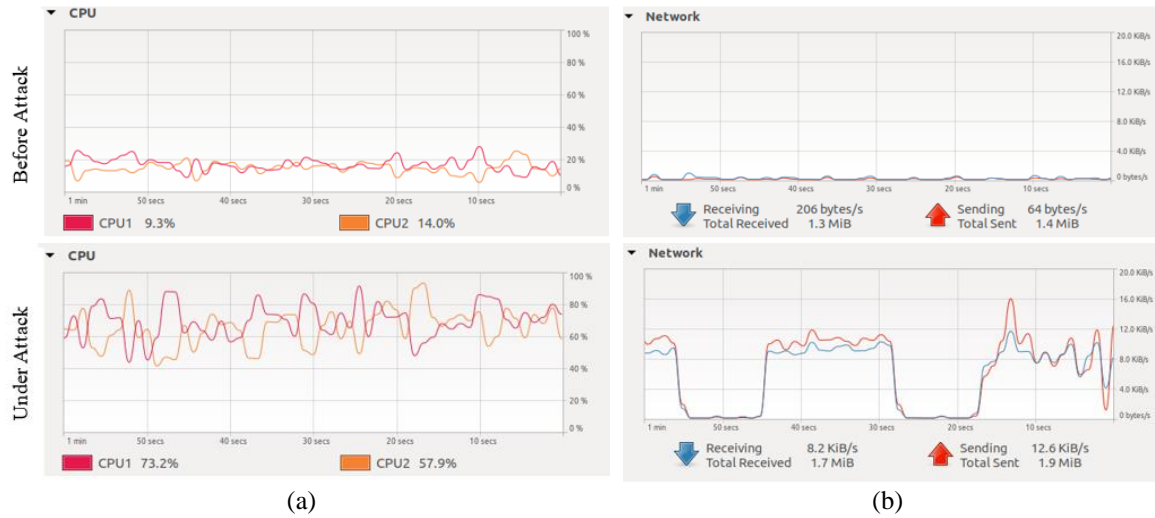 Before Attack
CPU
100 %
80 %
60 %
40 %
20 %
0 %
1 min 50 secs 40 secs 30 secs 20 secs 10 secs
CPU1 9.3% CPU2 14.0%
Network
20.0 KiB/s
16.0 KiB/s
12.0 KiB/s
8.0 KiB/s
4.0 KiB/s
0 bytes/s
1 min 50 secs 40 secs 30 secs 20 secs 10 secs
Receiving 206 bytes/s Sending 64 bytes/s
Total Received 1.3 MiB Total Sent 1.4 MiB
Under Attack
CPU
100 %
80 %
60 %
40 %
20 %
0 %
1 min 50 secs 40 secs 30 secs 20 secs 10 secs
CPU1 73.2% CPU2 57.9%
Network
20.0 KiB/s
16.0 KiB/s
12.0 KiB/s
8.0 KiB/s
4.0 KiB/s
0 bytes/s
1 min 50 secs 40 secs 30 secs 20 secs 10 secs
Receiving 8.2 KiB/s Sending 12.6 KiB/s
Total Received 1.7 MiB Total Sent 1.9 MiB
(a) (b)